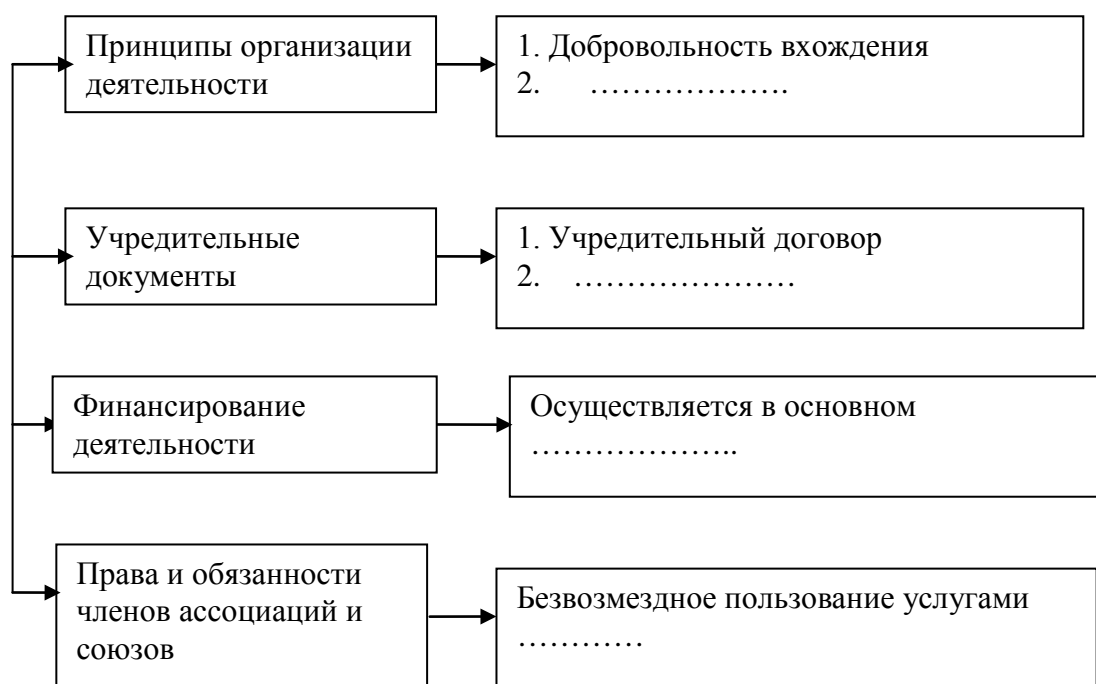 Принципы организации
деятельности
1. Добровольность вхождения
2. ……………….
Учредительные
документы
1. Учредительный договор
2. …………………
Финансирование
деятельности
Осуществляется в основном
………………..
Права и обязанности
членов ассоциаций и
союзов
Безвозмездное пользование услугами
…………